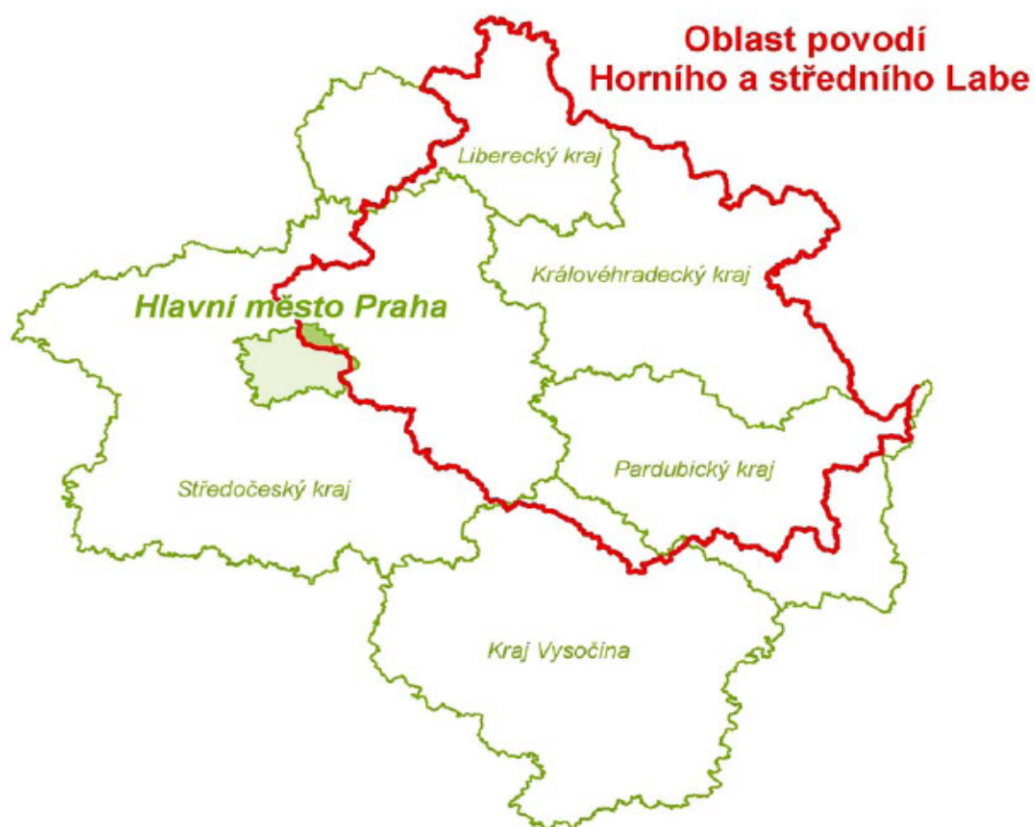 Oblast povodí
Horního a středního Labe
Liberecký kraj
Královéhradecký kraj
Hlavní město Praha
Pardubický kraj
Středočeský kraj
Kraj Vysočina